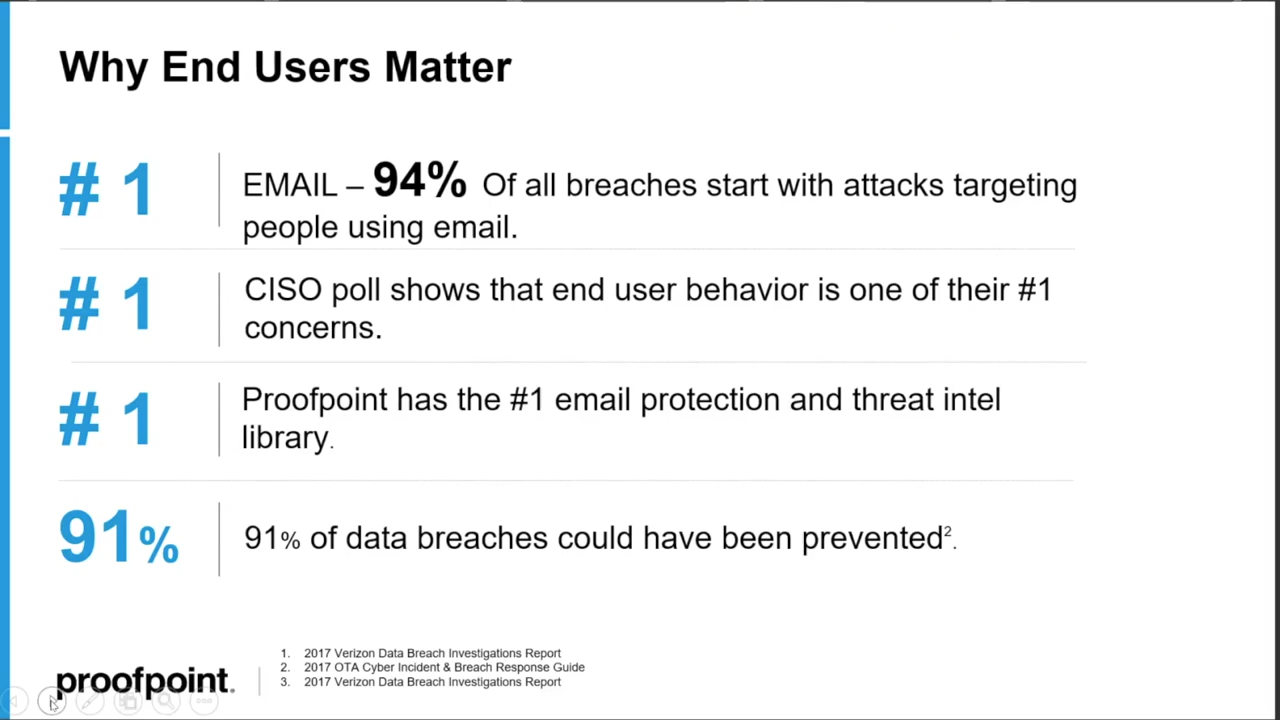 Why End Users Matter
# 1
EMAIL – 94% Of all breaches start with attacks targeting
people using email.
# 1
CISO poll shows that end user behavior is one of their #1
concerns.
# 1
Proofpoint has the #1 email protection and threat intel
library.
91%
91% of data breaches could have been prevented².
proofpoint.
1. 2017 Verizon Data Breach Investigations Report
2. 2017 OTA Cyber Incident & Breach Response Guide
3. 2017 Verizon Data Breach Investigations Report